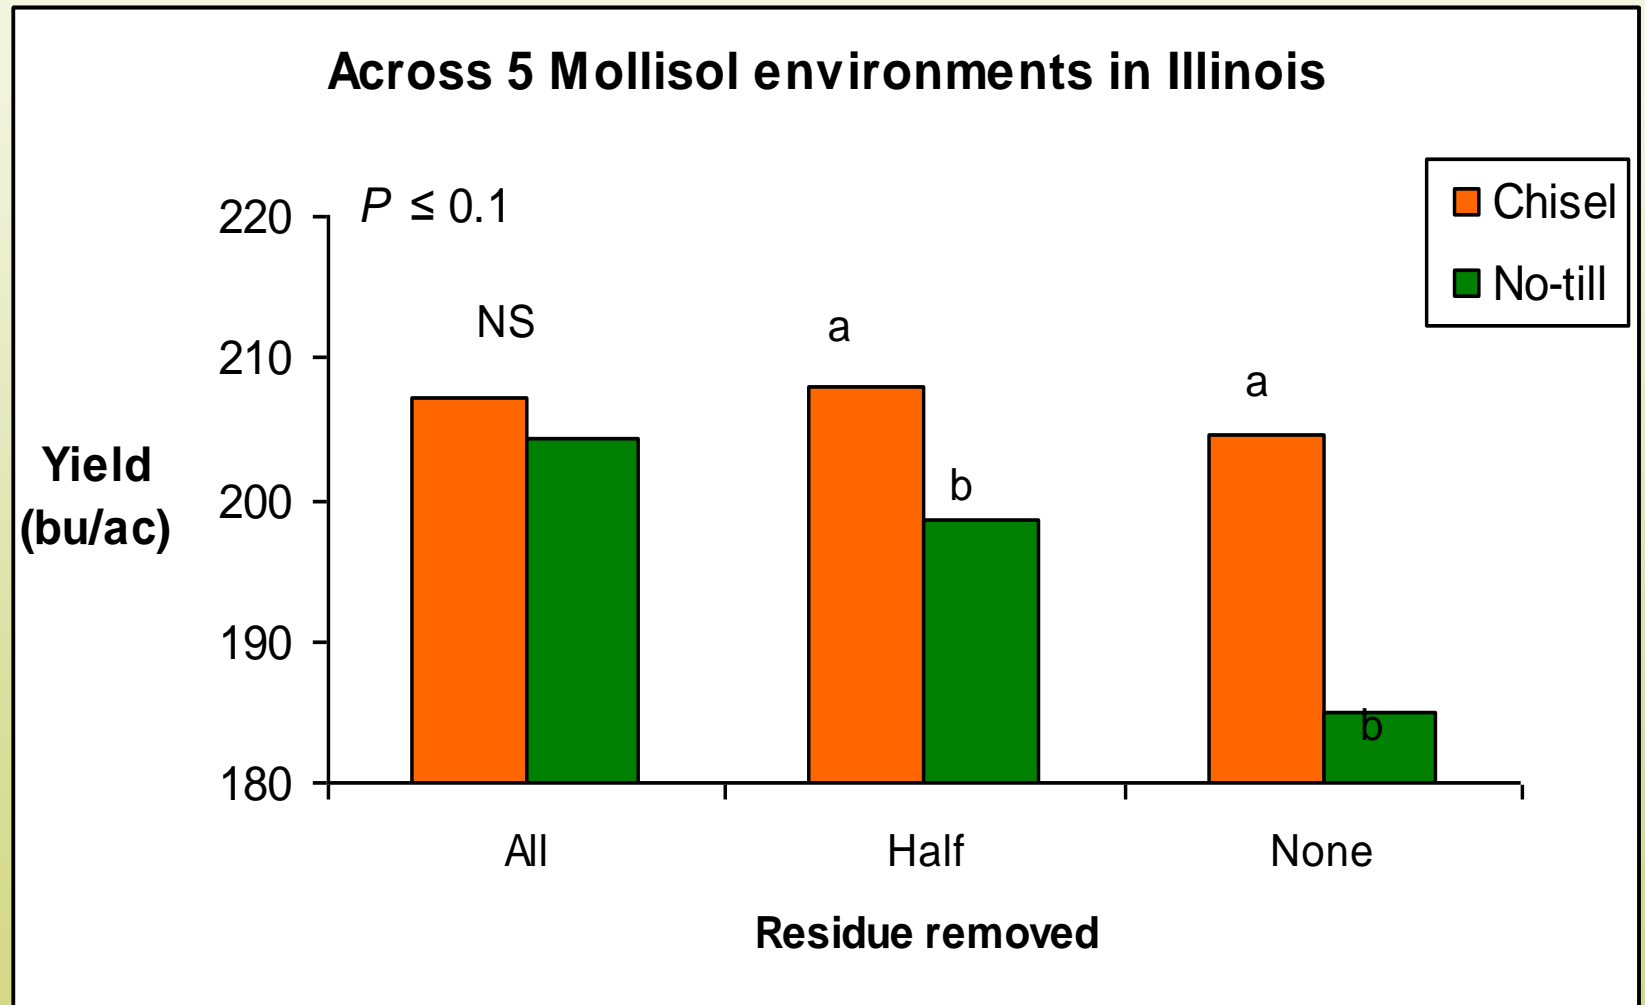 Across 5 Mollisol environments in Illinois
P ≤ 0.1
Chisel
No-till
220
210
200
190
180
Yield
(bu/ac)
NS
a
b
a
b
All
Half
None
Residue removed